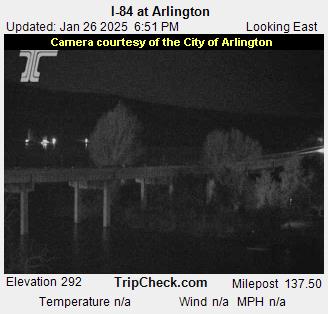 I-84 at Arlington
Updated: Jan 26 2025 6:51 PM Looking East
Camera courtesy of the City of Arlington
Elevation 292 TripCheck.com Milepost 137.50
Temperature n/a Wind n/a MPH n/a